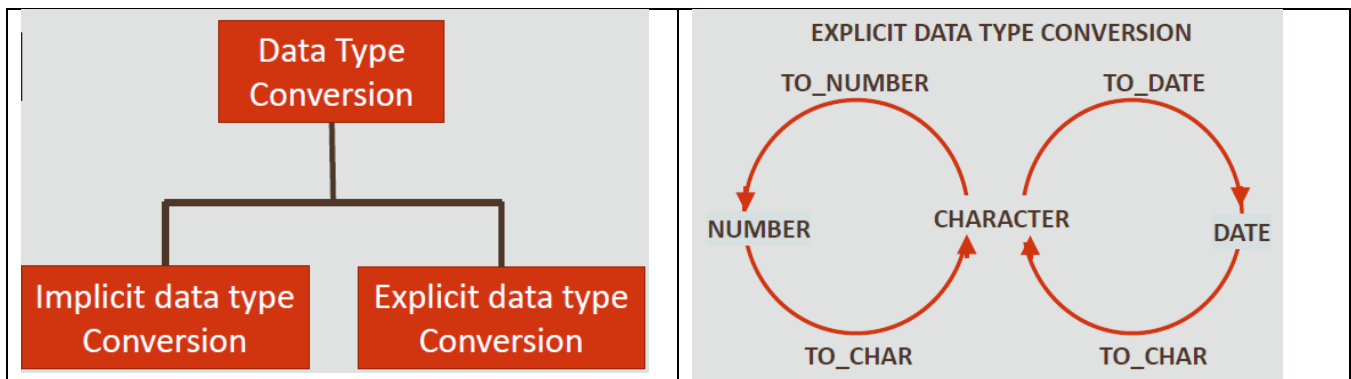 Data Type
Conversion
Implicit data type
Conversion
Explicit data type
Conversion
EXPLICIT DATA TYPE CONVERSION
TO_NUMBER
TO_DATE
NUMBER
CHARACTER
DATE
TO_CHAR
TO_CHAR